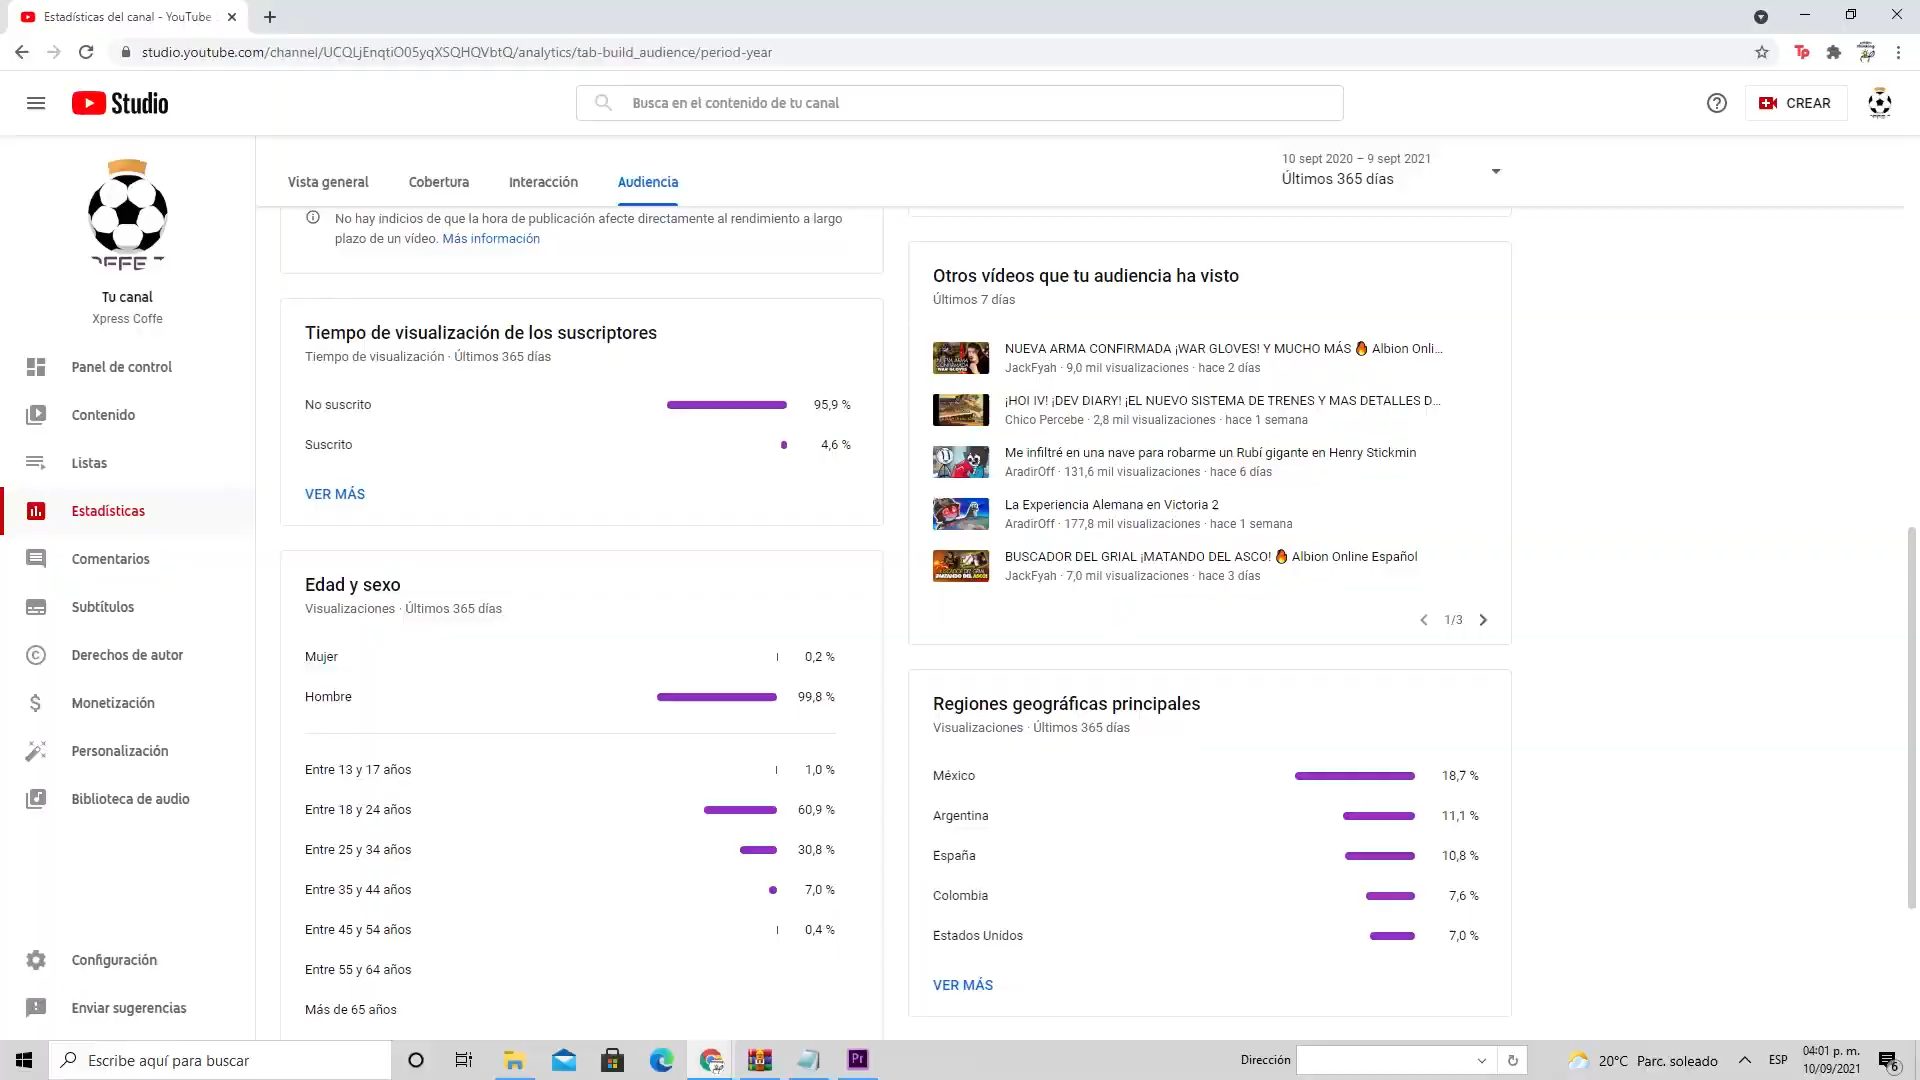 Estadísticas del canal - YouTube
studio.youtube.com/channel/UCQLjEnqtiO05yqXSQHQVbtQ/analytics/tab-build_audience/period-year
Studio
Busca en el contenido de tu canal
CREAR
Tu canal
Xpress Coffe
Panel de control
Contenido
Listas
Estadísticas
Comentarios
Subtítulos
Derechos de autor
Monetización
Personalización
Biblioteca de audio
Configuración
Enviar sugerencias
Vista general
Cobertura
Interacción
Audiencia
10 sept 2020 – 9 sept 2021
Últimos 365 días
No hay indicios de que la hora de publicación afecte directamente al rendimiento a largo
plazo de un vídeo. Más información
Tiempo de visualización de los suscriptores
Tiempo de visualización · Últimos 365 días
No suscrito 95,9 %
Suscrito 4,6 %
VER MÁS
Edad y sexo
Visualizaciones · Últimos 365 días
Mujer 0,2 %
Hombre 99,8 %
Entre 13 y 17 años 1,0 %
Entre 18 y 24 años 60,9 %
Entre 25 y 34 años 30,8 %
Entre 35 y 44 años 7,0 %
Entre 45 y 54 años 0,4 %
Entre 55 y 64 años
Más de 65 años
Otros vídeos que tu audiencia ha visto
Últimos 7 días
NUEVA ARMA CONFIRMADA ¡WAR GLOVES! Y MUCHO MÁS 🔥 Albion Onli...
JackFyah · 9,0 mil visualizaciones · hace 2 días
¡HOI IV! ¡DEV DIARY! ¡EL NUEVO SISTEMA DE TRENES Y MAS DETALLES D...
Chico Percebe · 2,8 mil visualizaciones · hace 1 semana
Me infiltré en una nave para robarme un Rubí gigante en Henry Stickmin
AradirOff · 131,6 mil visualizaciones · hace 6 días
La Experiencia Alemana en Victoria 2
AradirOff · 177,8 mil visualizaciones · hace 1 semana
BUSCADOR DEL GRIAL ¡MATANDO DEL ASCO! 🔥 Albion Online Español
JackFyah · 7,0 mil visualizaciones · hace 3 días
1/3
Regiones geográficas principales
Visualizaciones · Últimos 365 días
México 18,7 %
Argentina 11,1 %
España 10,8 %
Colombia 7,6 %
Estados Unidos 7,0 %
VER MÁS
Escribe aquí para buscar
Pr
Dirección
20°C Parc. soleado
ESP
04:01 p. m.
10/09/2021
6